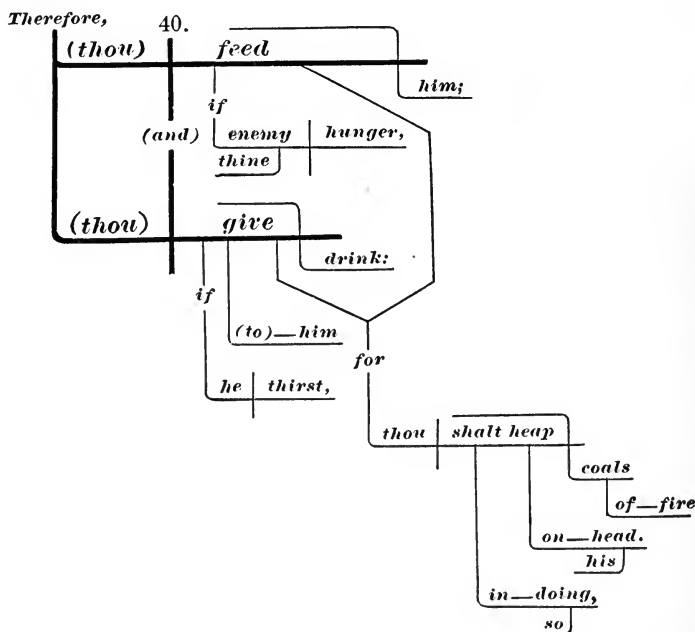 Therefore, 40.
(thou) feed
him;
if
(and) enemy hunger,
thine
(thou) give
drink:
if
(to)—him
for
he thirst,
thou shalt heap
coals
of—fire
on—head.
his
in—doing,
so